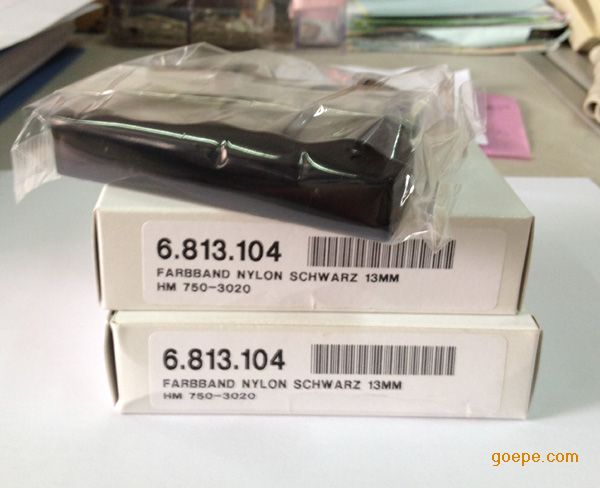 6.813.104
FARBBAND NYLON SCHWARZ 13MM
HM 750-3020
6.813.104
FARBBAND NYLON SCHWARZ 13MM
HM 750-3020
goepe.com